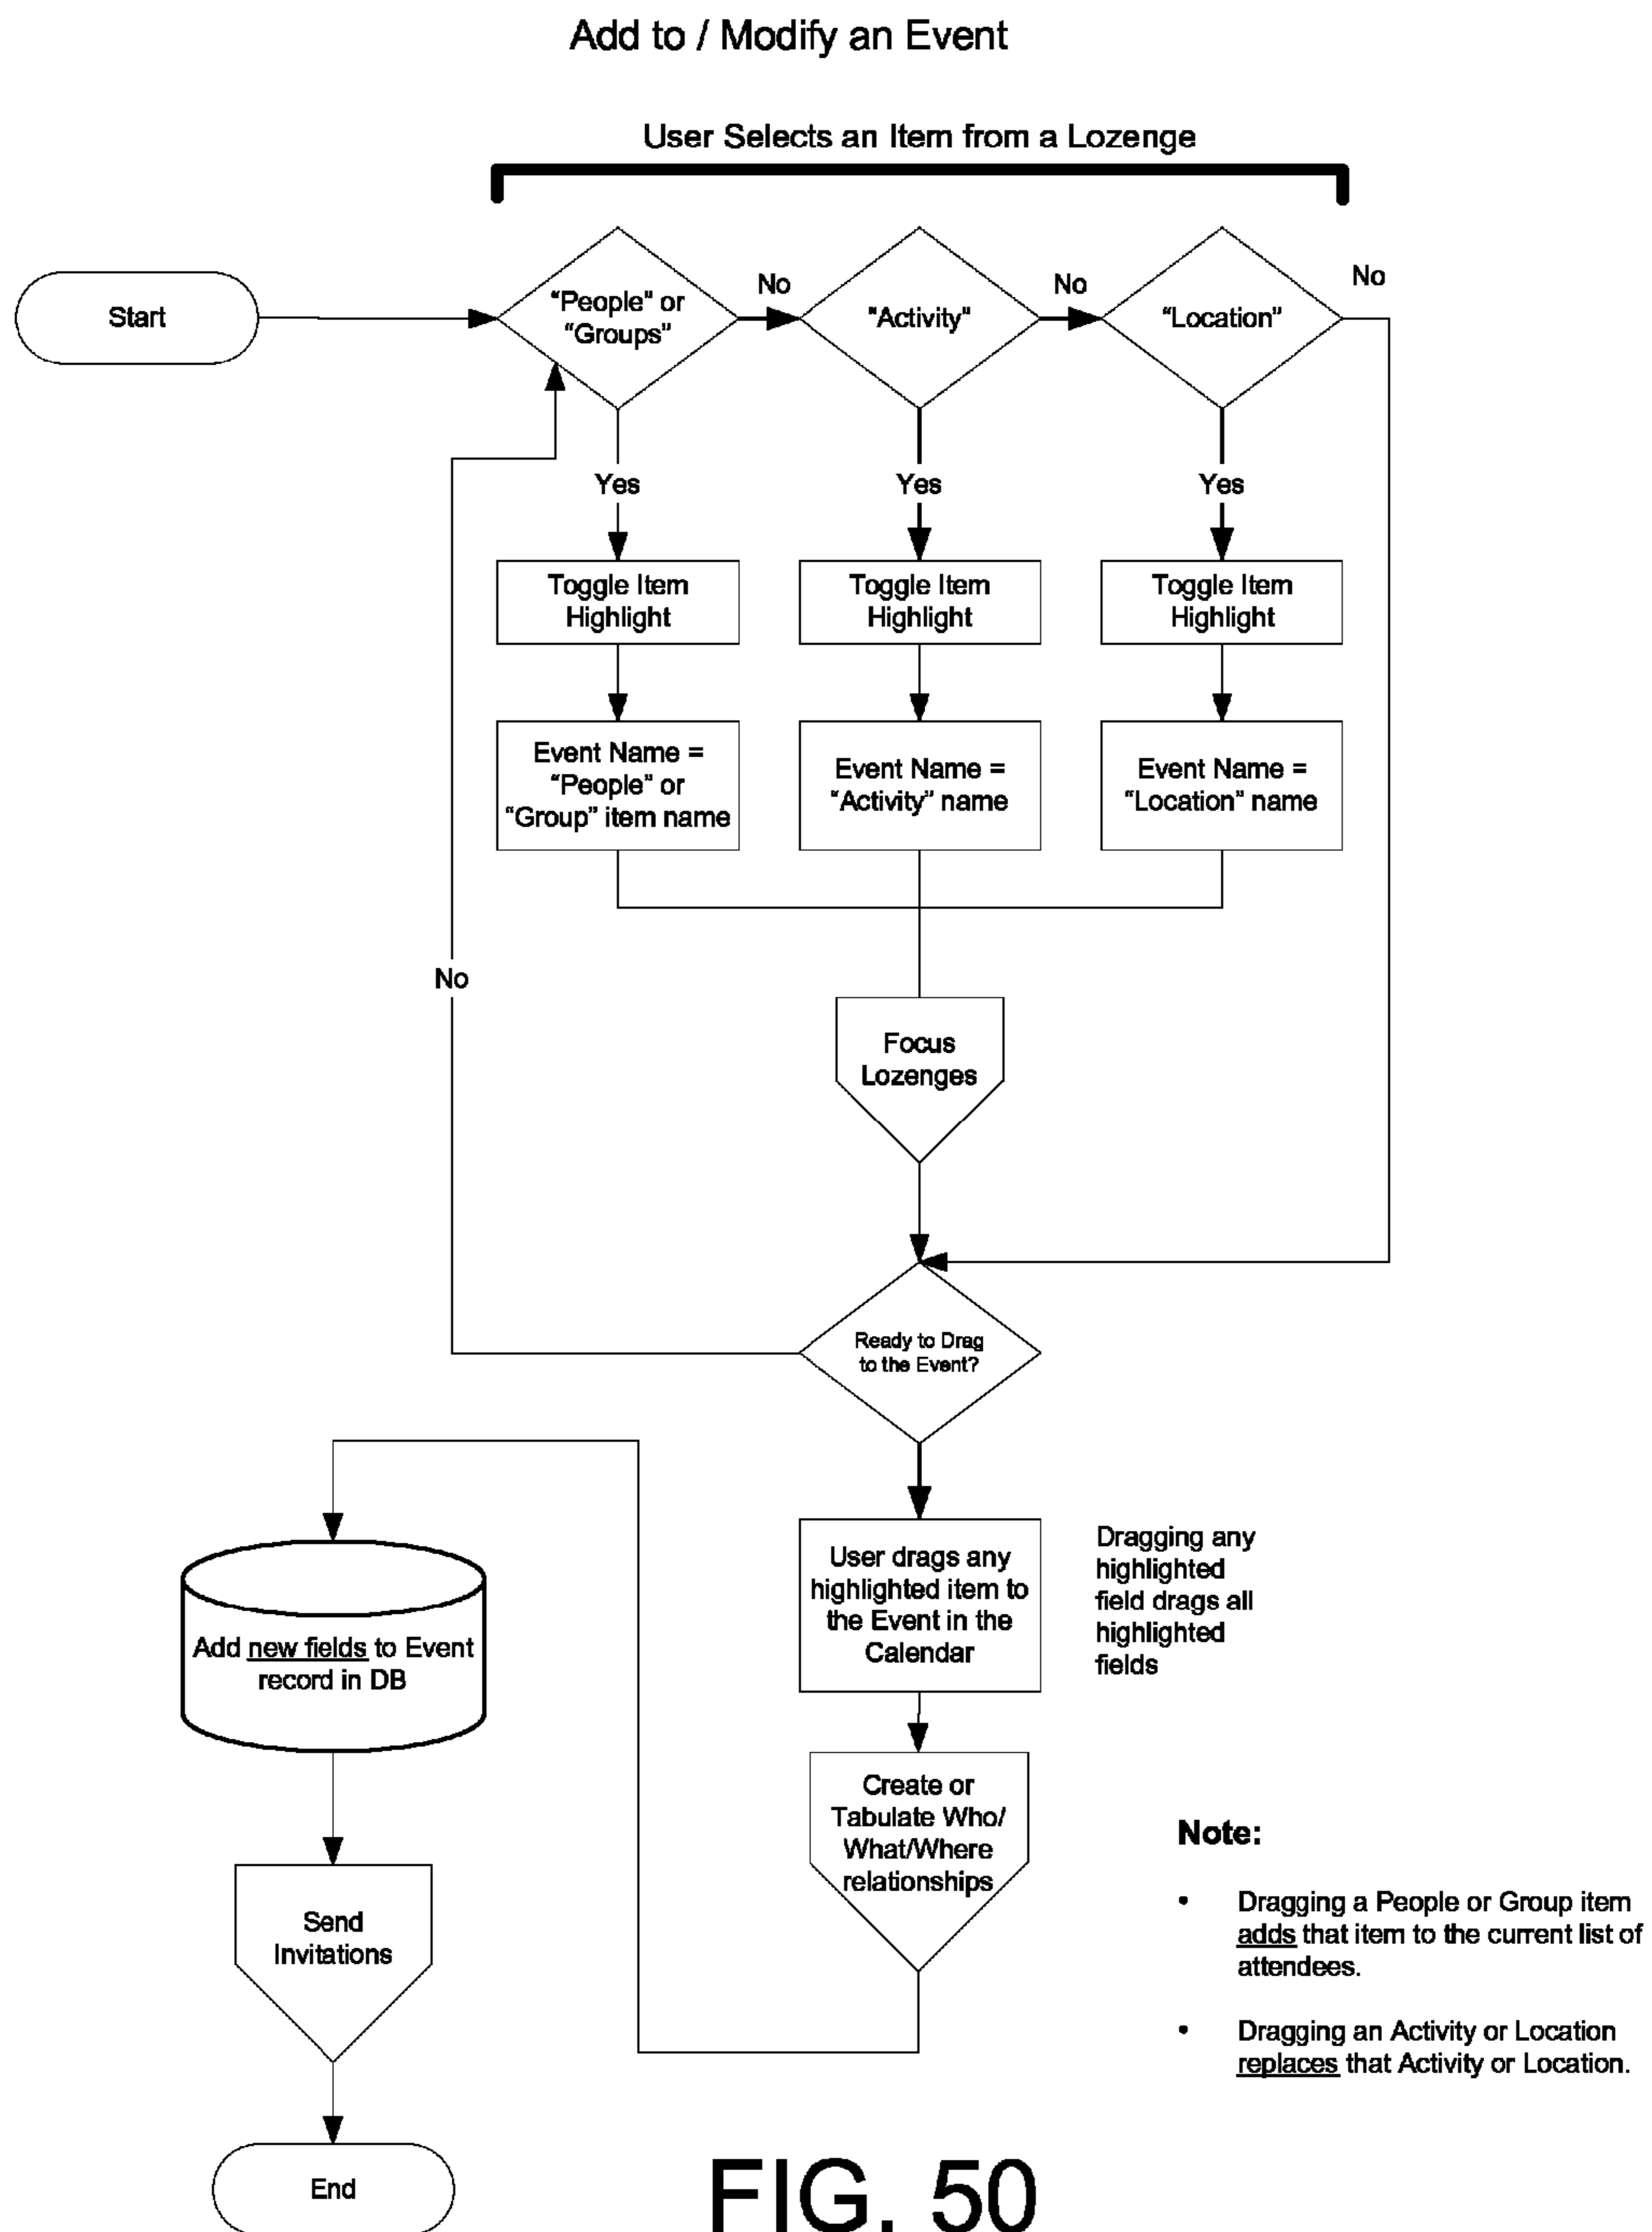 Add to / Modify an Event
User Selects an Item from a Lozenge
Start
“People” or
“Groups”
No
"Activity"
No
“Location”
No
Yes
Yes
Yes
Toggle Item
Highlight
Toggle Item
Highlight
Toggle Item
Highlight
Event Name =
“People” or
“Group” item name
Event Name =
“Activity” name
Event Name =
“Location” name
No
Focus
Lozenges
Ready to Drag
to the Event?
User drags any
highlighted item to
the Event in the
Calendar
Dragging any
highlighted
field drags all
highlighted
fields
Add new fields to Event
record in DB
Create or
Tabulate Who/
What/Where
relationships
Send
Invitations
Note:
• Dragging a People or Group item
adds that item to the current list of
attendees.
• Dragging an Activity or Location
replaces that Activity or Location.
End
FIG. 50